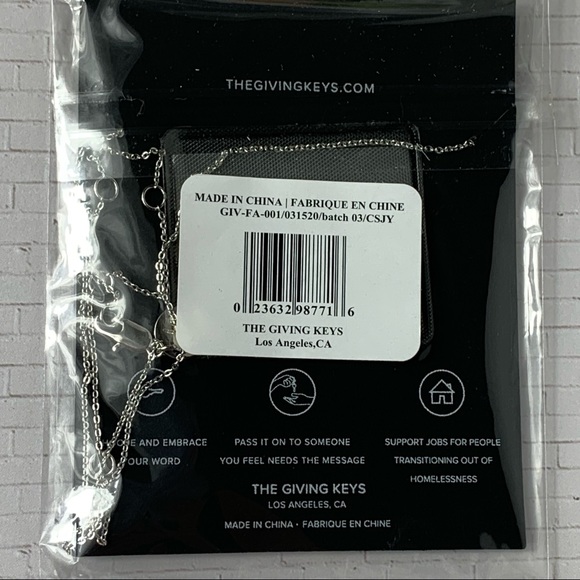 THEGIVINGKEYS.COM
MADE IN CHINA | FABRIQUE EN CHINE
GIV-FA-001/031520/batch 03/CSJY
0 23632 98771 6
THE GIVING KEYS
Los Angeles,CA
AND EMBRACE
WORD
PASS IT ON TO SOMEONE
YOU FEEL NEEDS THE MESSAGE
SUPPORT JOBS FOR PEOPLE
TRANSITIONING OUT OF
HOMELESSNESS
THE GIVING KEYS
LOS ANGELES, CA
MADE IN CHINA · FABRIQUE EN CHINE